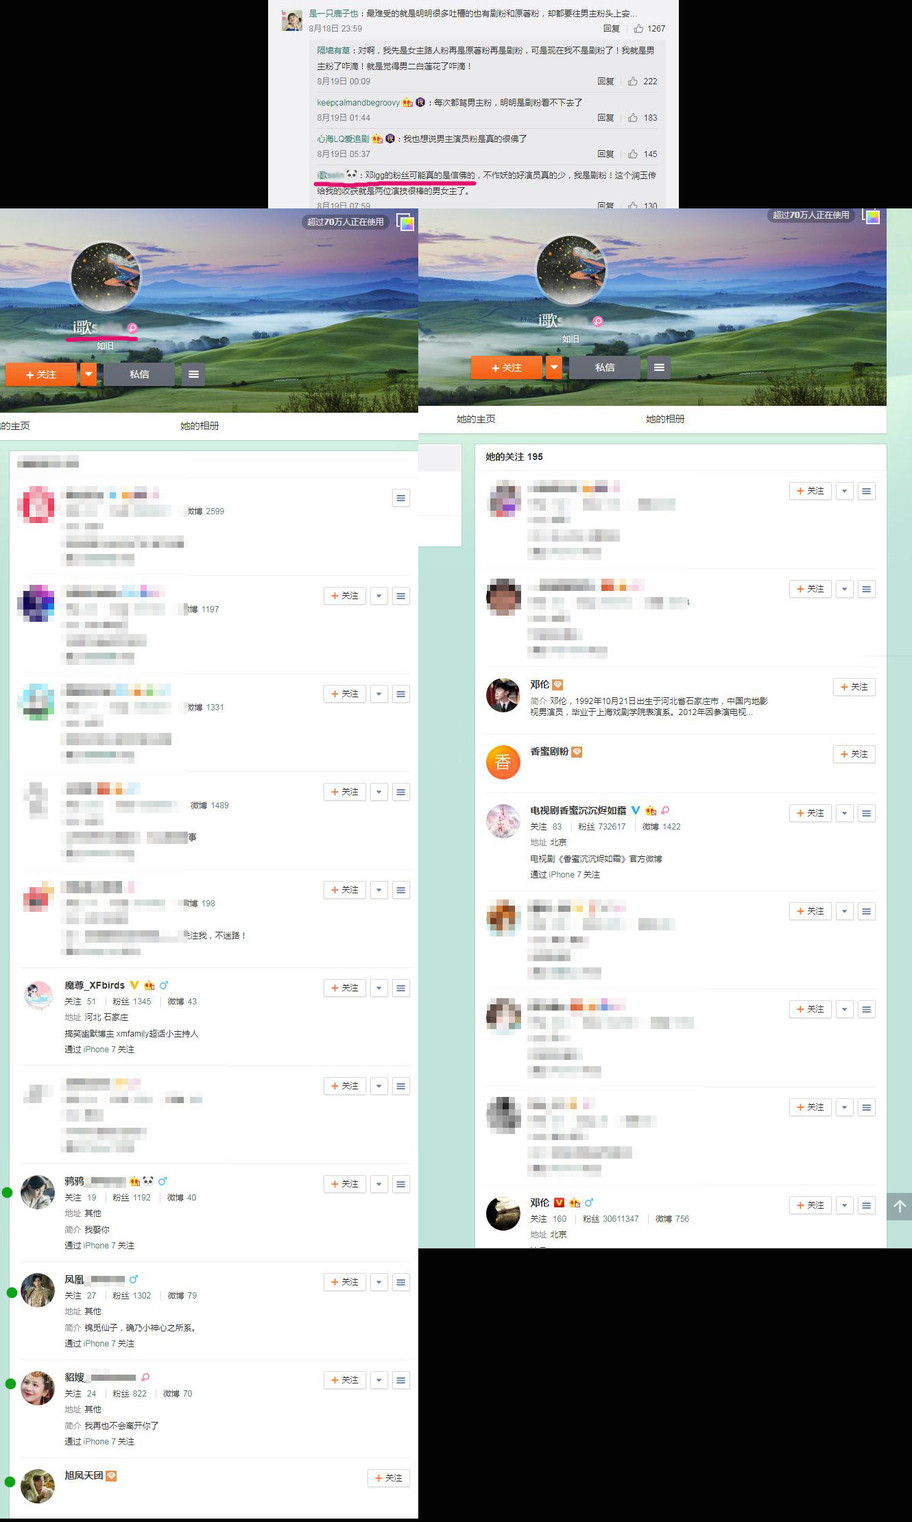 是一只鹿子也：最难受的就是明明很多吐槽的也有剧粉和原著粉，却都要往男主粉头上安...
8月18日 23:59
回复 1267
隔墙有草：对啊，我先是女主路人粉再是原著粉再是剧粉，可是现在我不是剧粉了！我就是男
主粉了咋滴！就是觉得男二白莲花了咋滴！
8月19日 00:09
回复 222
keepcalmandbegroovy：每次都骂男主粉，明明是剧粉看不下去了
8月19日 01:44
回复 183
心海LQ爱追剧：我也想说男主演员粉是真的很佛了
8月19日 05:37
回复 145
：邓lgg的粉丝可能真的是信佛的，不作妖的好演员真的少，我是剧粉！这个润玉传
给我的收获就是两位演技很棒的男女主了。
8月19日 07:59
回复 130
超过70万人正在使用
i歌s
如旧
+ 关注
私信
的主页
她的相册
微博 2599
博 1197
+ 关注
微博 1331
+ 关注
微博 1489
+ 关注
事
博 198
+ 关注
注我，不迷路！
魔尊_XFbirds
+ 关注
关注 51 粉丝 1345 微博 43
地址 河北 石家庄
搞笑幽默博主 xmfamily超话小主持人
通过 iPhone 7 关注
+ 关注
鸦鸦_
+ 关注
关注 19 粉丝 1192 微博 40
地址 其他
简介 我娶你
通过 iPhone 7 关注
凤凰_
+ 关注
关注 27 粉丝 1302 微博 79
地址 其他
简介 锦觅仙子，确乃小神心之所系。
通过 iPhone 7 关注
貂嫂_
+ 关注
关注 24 粉丝 822 微博 70
地址 其他
简介 我再也不会离开你了
通过 iPhone 7 关注
旭凤天团
+ 关注
超过70万人正在使用
i歌
如旧
+ 关注
私信
她的主页
她的相册
她的关注 195
+ 关注
+ 关注
邓伦
+ 关注
简介 邓伦，1992年10月21日出生于河北省石家庄市，中国内地影
视男演员，毕业于上海戏剧学院表演系。2012年因参演电视...
香
香蜜剧粉
+ 关注
电视剧香蜜沉沉烬如霜
+ 关注
关注 83 粉丝 732617 微博 1422
地址 北京
电视剧《香蜜沉沉烬如霜》官方微博
通过 iPhone 7 关注
+ 关注
+ 关注
+ 关注
邓伦
+ 关注
关注 160 粉丝 30611347 微博 756
地址 北京